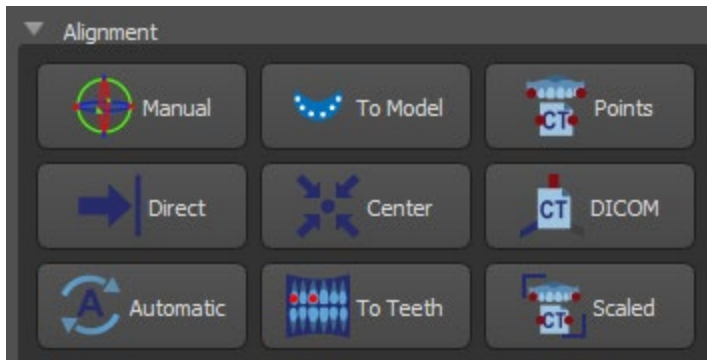 Alignment
Manual To Model CT Points
Direct Center CT DICOM
A Automatic To Teeth CT Scaled